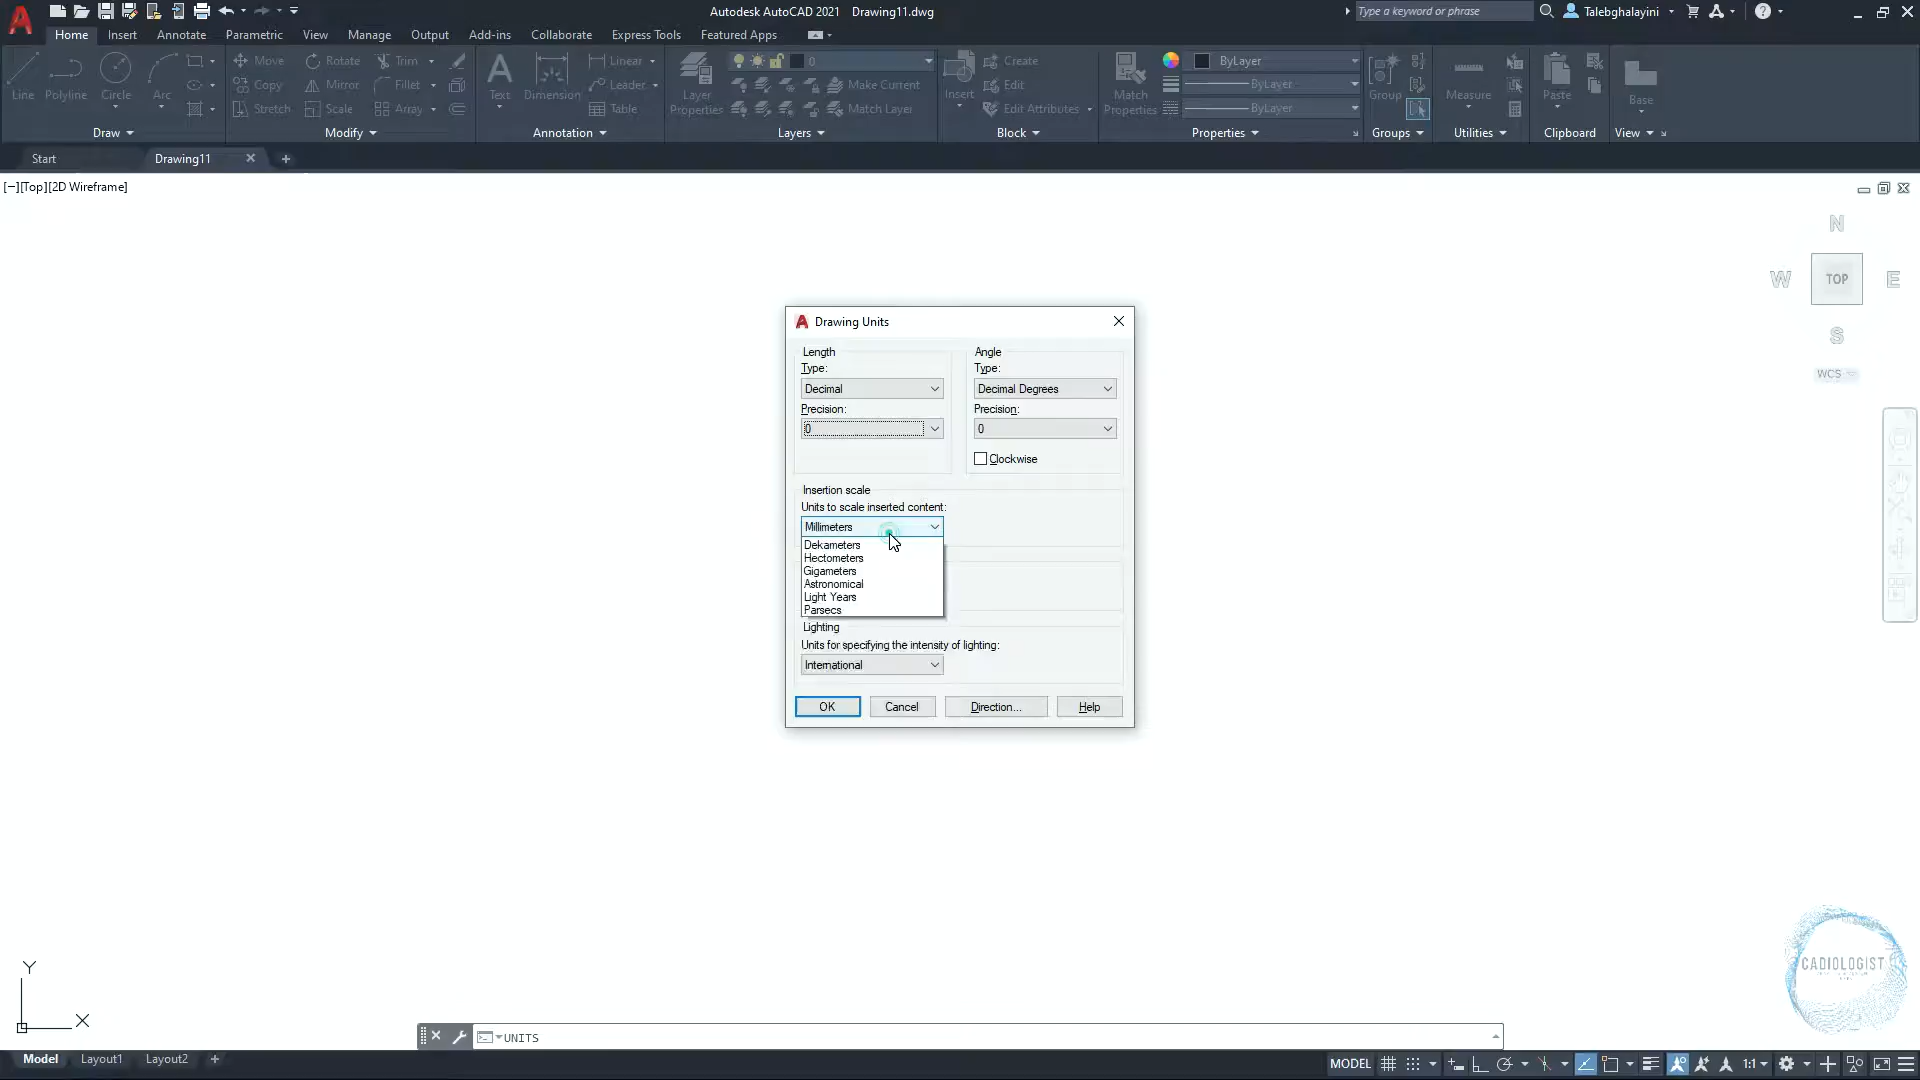 Autodesk AutoCAD 2021 Drawing11.dwg
Type a keyword or phrase
Talebghalayini
Home Insert Annotate Parametric View Manage Output Add-ins Collaborate Express Tools Featured Apps
Line Polyline Circle Arc
Move Rotate Trim
Copy Mirror Fillet
Stretch Scale Array
Text Dimension
Linear
Leader
Table
Layer Properties
0
Make Current
Match Layer
Insert
Create
Edit
Edit Attributes
Match Properties
ByLayer
ByLayer
ByLayer
Group
Measure
Paste
Base
Draw Modify Annotation Layers Block Properties Groups Utilities Clipboard View
Start Drawing11
[−][Top][2D Wireframe]
N
W TOP E
S
WCS
Drawing Units
Length
Type:
Decimal
Precision:
0
Angle
Type:
Decimal Degrees
Precision:
0
Clockwise
Insertion scale
Units to scale inserted content:
Millimeters
Dekameters
Hectometers
Gigameters
Astronomical
Light Years
Parsecs
Lighting
Units for specifying the intensity of lighting:
International
OK Cancel Direction... Help
CADIOLOGIST
Y
X
UNITS
Model Layout1 Layout2
MODEL 1:1